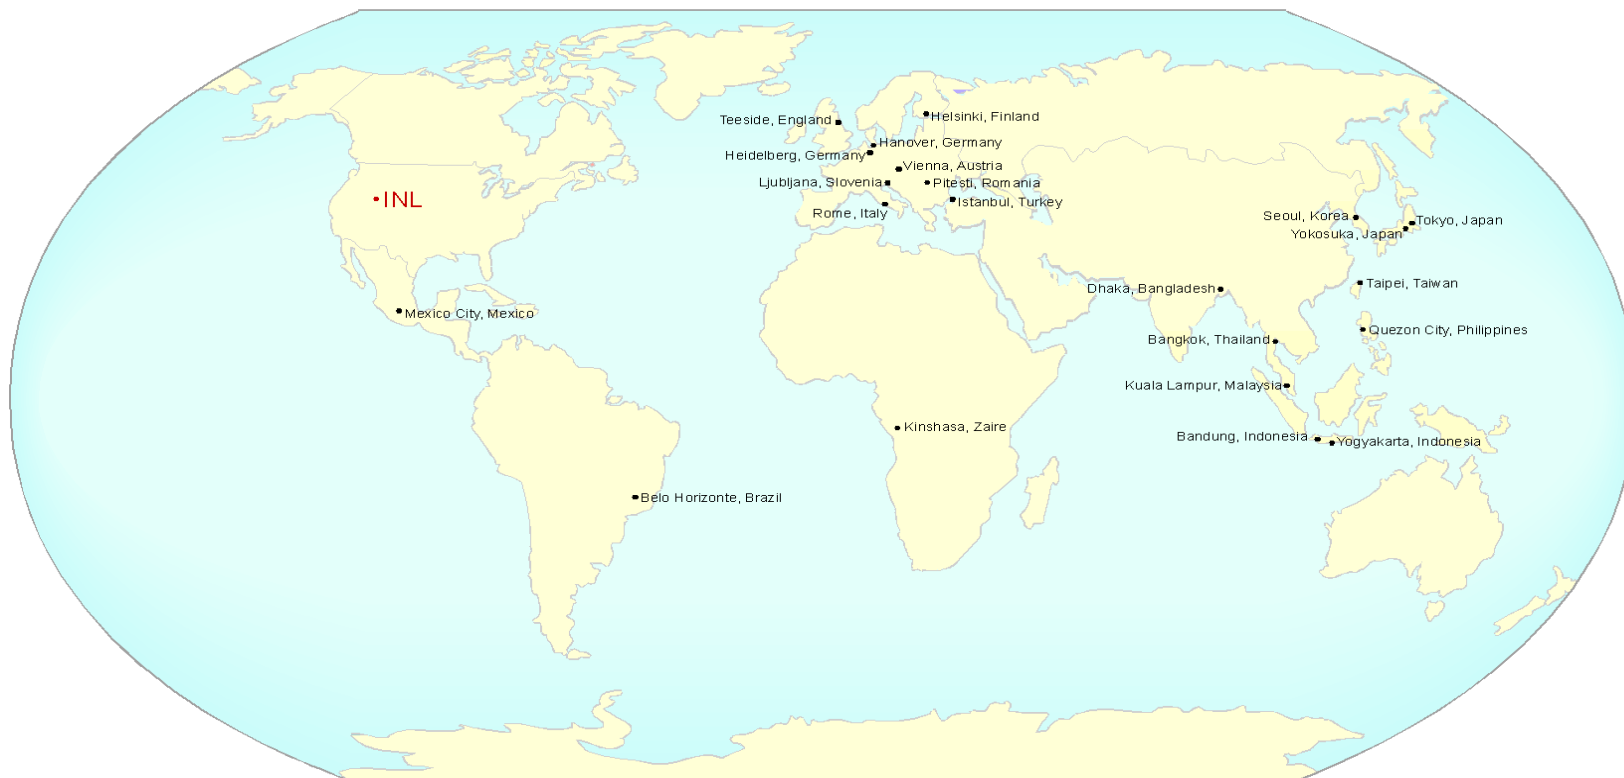 Teeside, England
Helsinki, Finland
Hanover, Germany
Heidelberg, Germany
Vienna, Austria
Ljubljana, Slovenia
Pitesti, Romania
INL
Istanbul, Turkey
Rome, Italy
Seoul, Korea
Tokyo, Japan
Yokosuka, Japan
Taipei, Taiwan
Dhaka, Bangladesh
Mexico City, Mexico
Quezon City, Philippines
Bangkok, Thailand
Kuala Lampur, Malaysia
Kinshasa, Zaire
Bandung, Indonesia
Yogyakarta, Indonesia
Belo Horizonte, Brazil